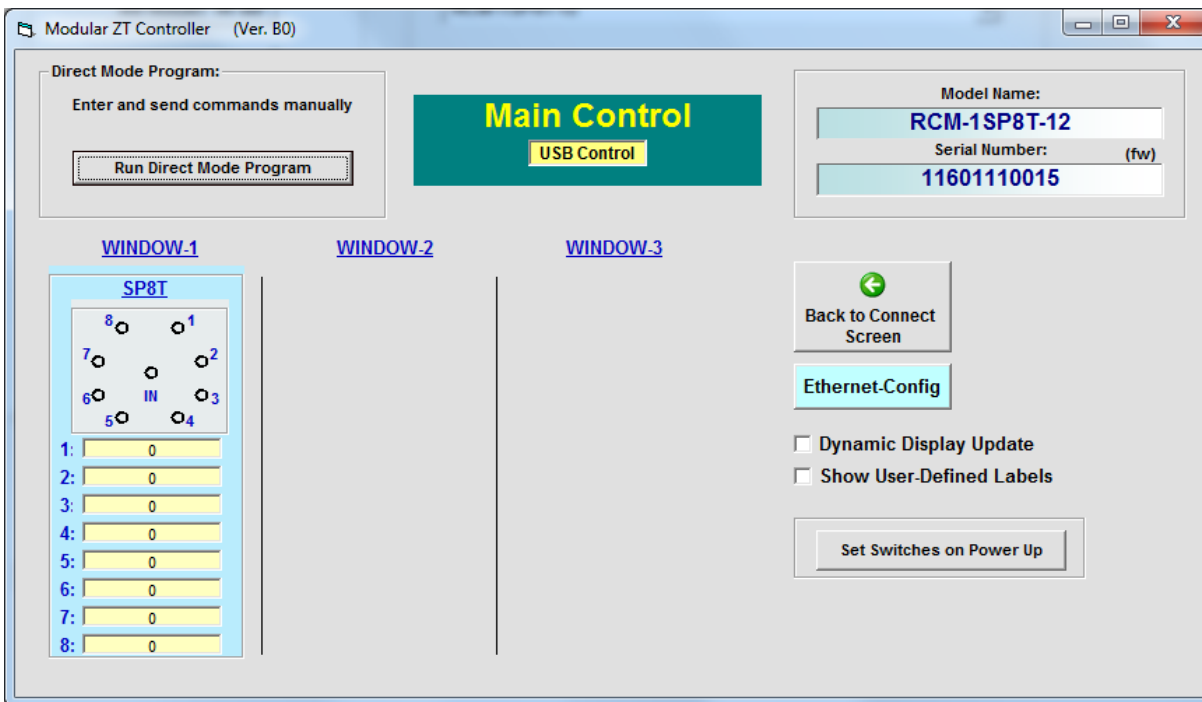 Modular ZT Controller (Ver. B0)
Direct Mode Program:
Enter and send commands manually
Run Direct Mode Program
Main Control
USB Control
Model Name:
RCM-1SP8T-12
Serial Number: (fw)
11601110015
WINDOW-1 WINDOW-2 WINDOW-3
SP8T
8 1
7 2
6 IN 3
5 4
1: 0
2: 0
3: 0
4: 0
5: 0
6: 0
7: 0
8: 0
Back to Connect
Screen
Ethernet-Config
Dynamic Display Update
Show User-Defined Labels
Set Switches on Power Up